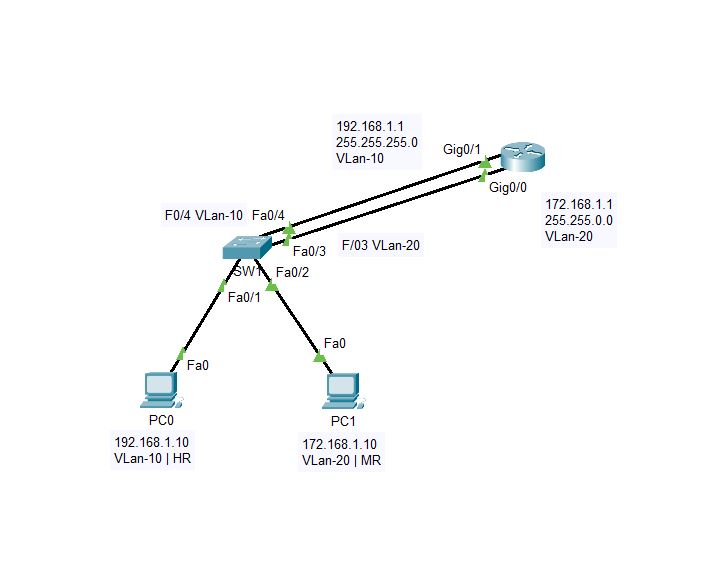 192.168.1.1
255.255.255.0
VLan-10
Gig0/1
Gig0/0
172.168.1.1
255.255.0.0
VLan-20
F0/4 VLan-10
Fa0/4
F/03 VLan-20
Fa0/3
SW1
Fa0/2
Fa0/1
Fa0
Fa0
PC0
192.168.1.10
VLan-10 | HR
PC1
172.168.1.10
VLan-20 | MR